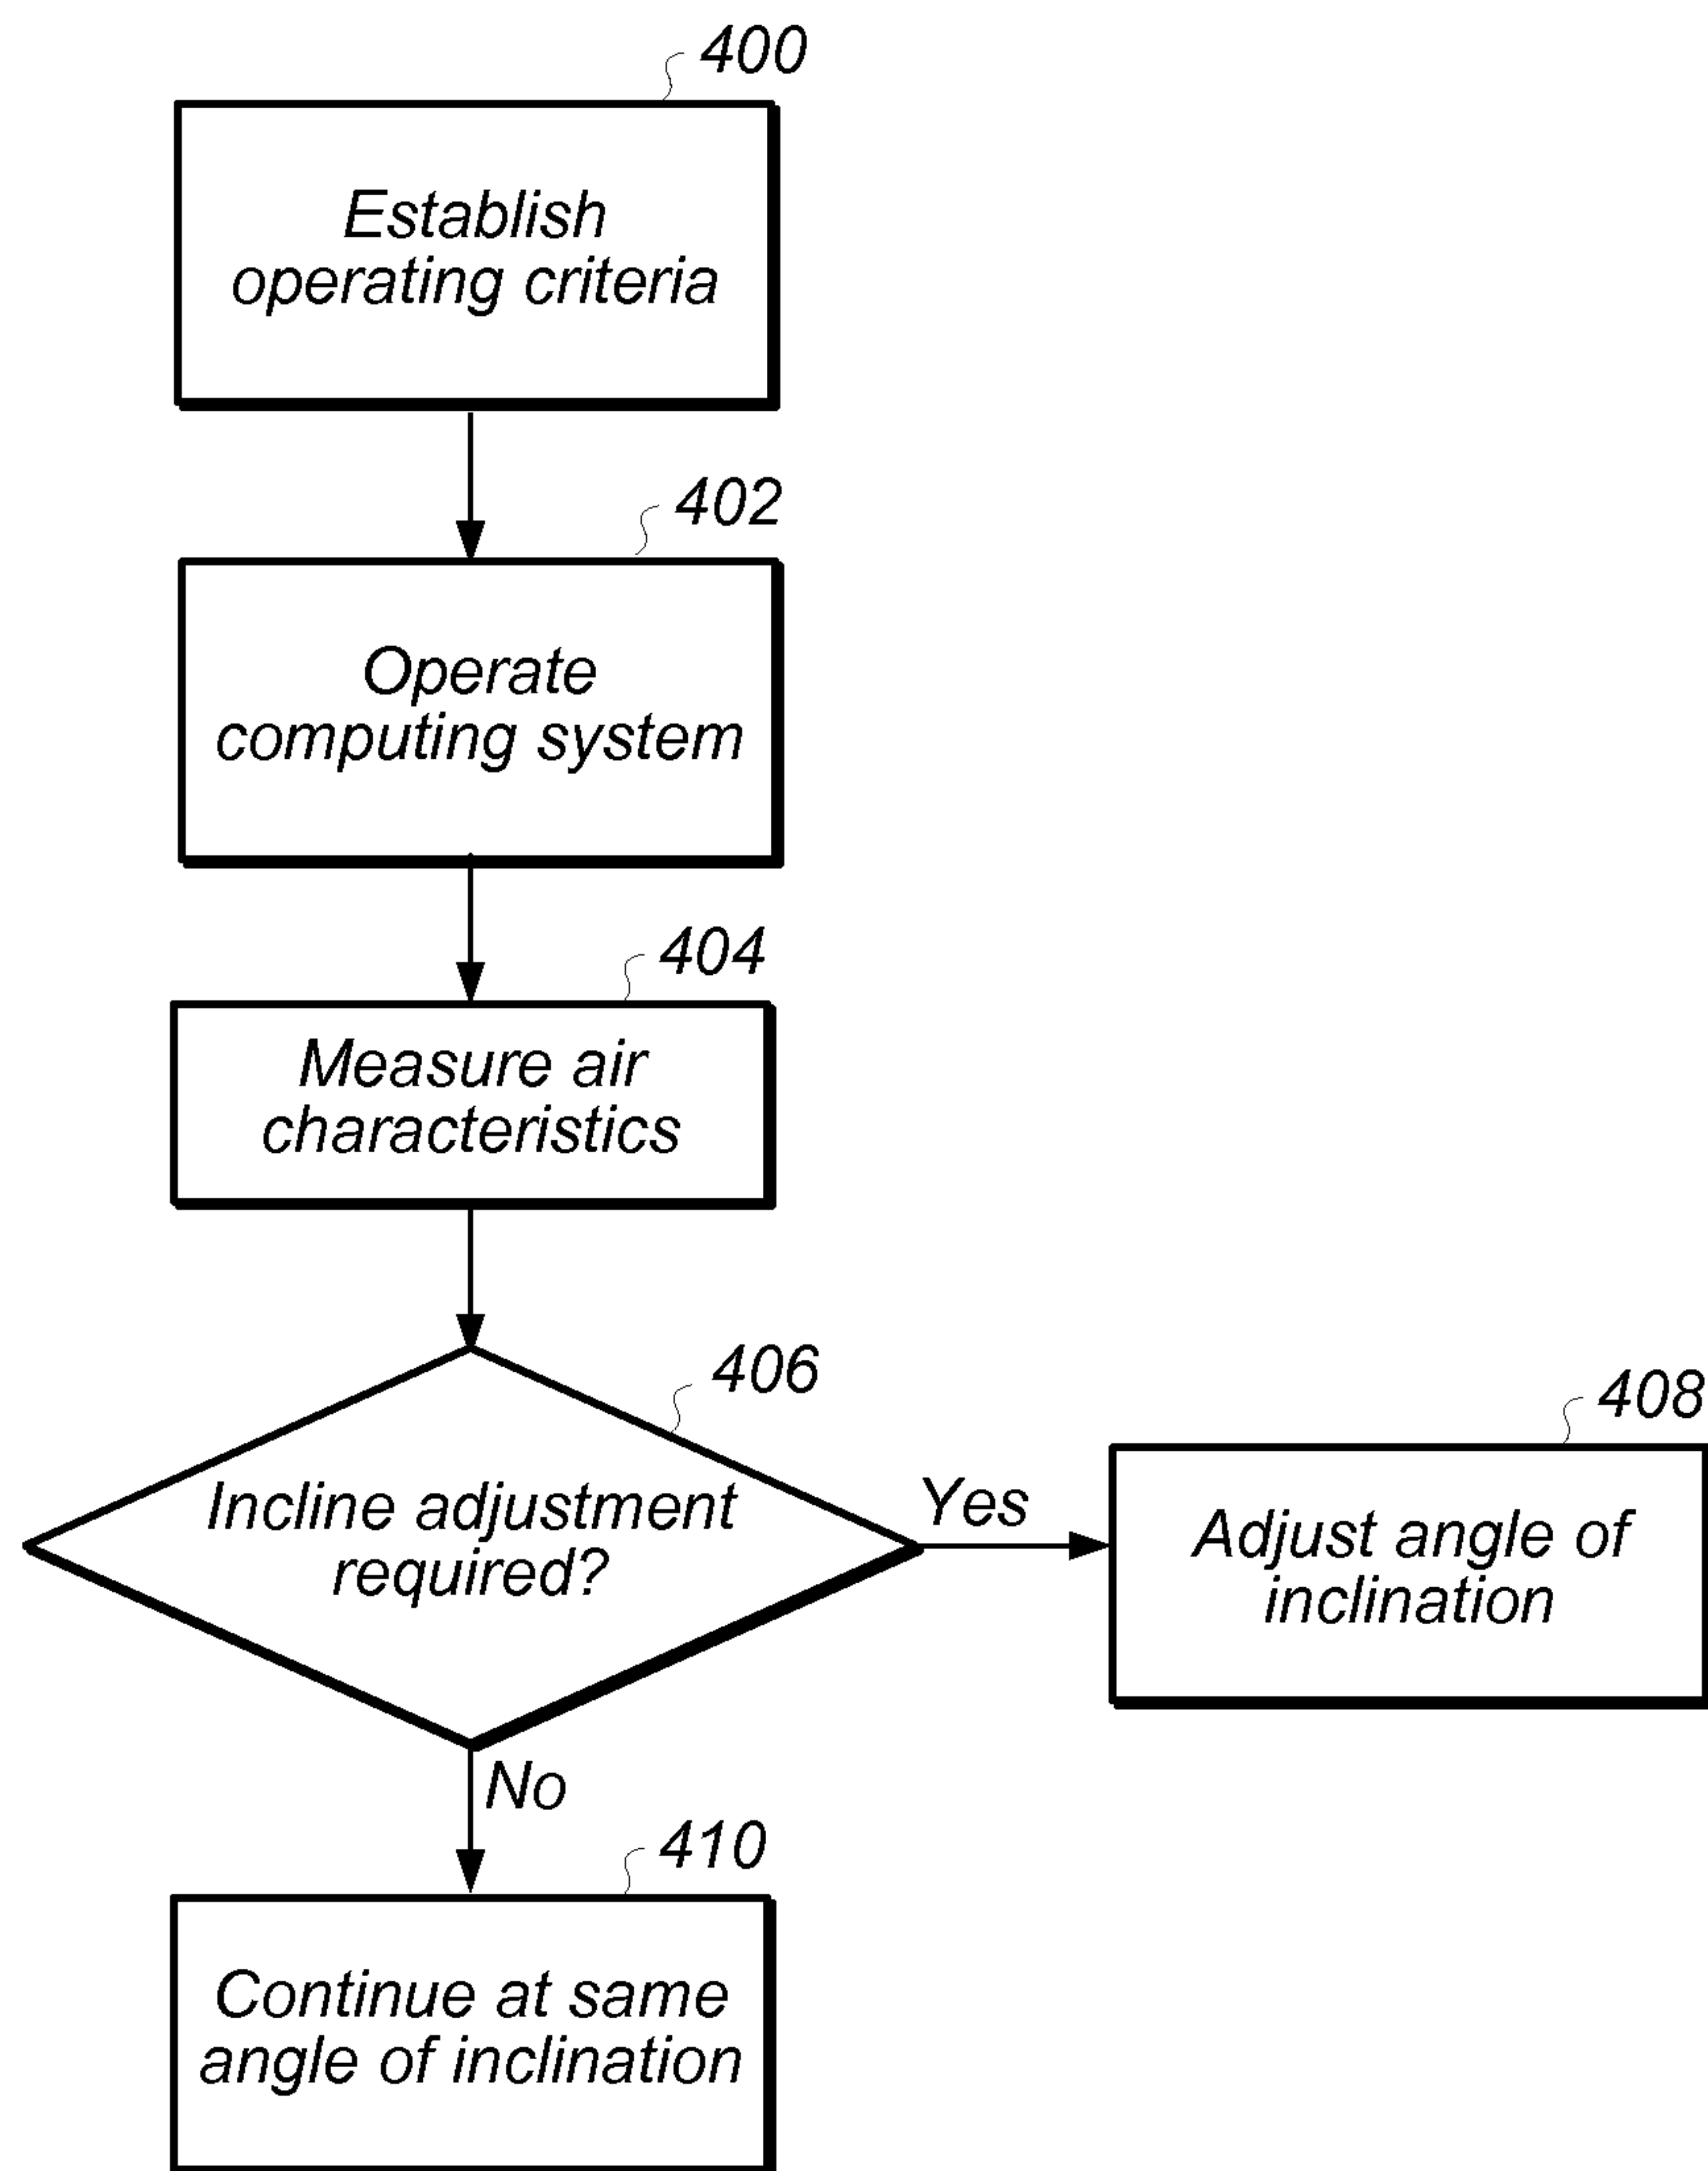 400
Establish
operating criteria
402
Operate
computing system
404
Measure air
characteristics
406
Incline adjustment
required?
Yes
408
Adjust angle of
inclination
No
410
Continue at same
angle of inclination